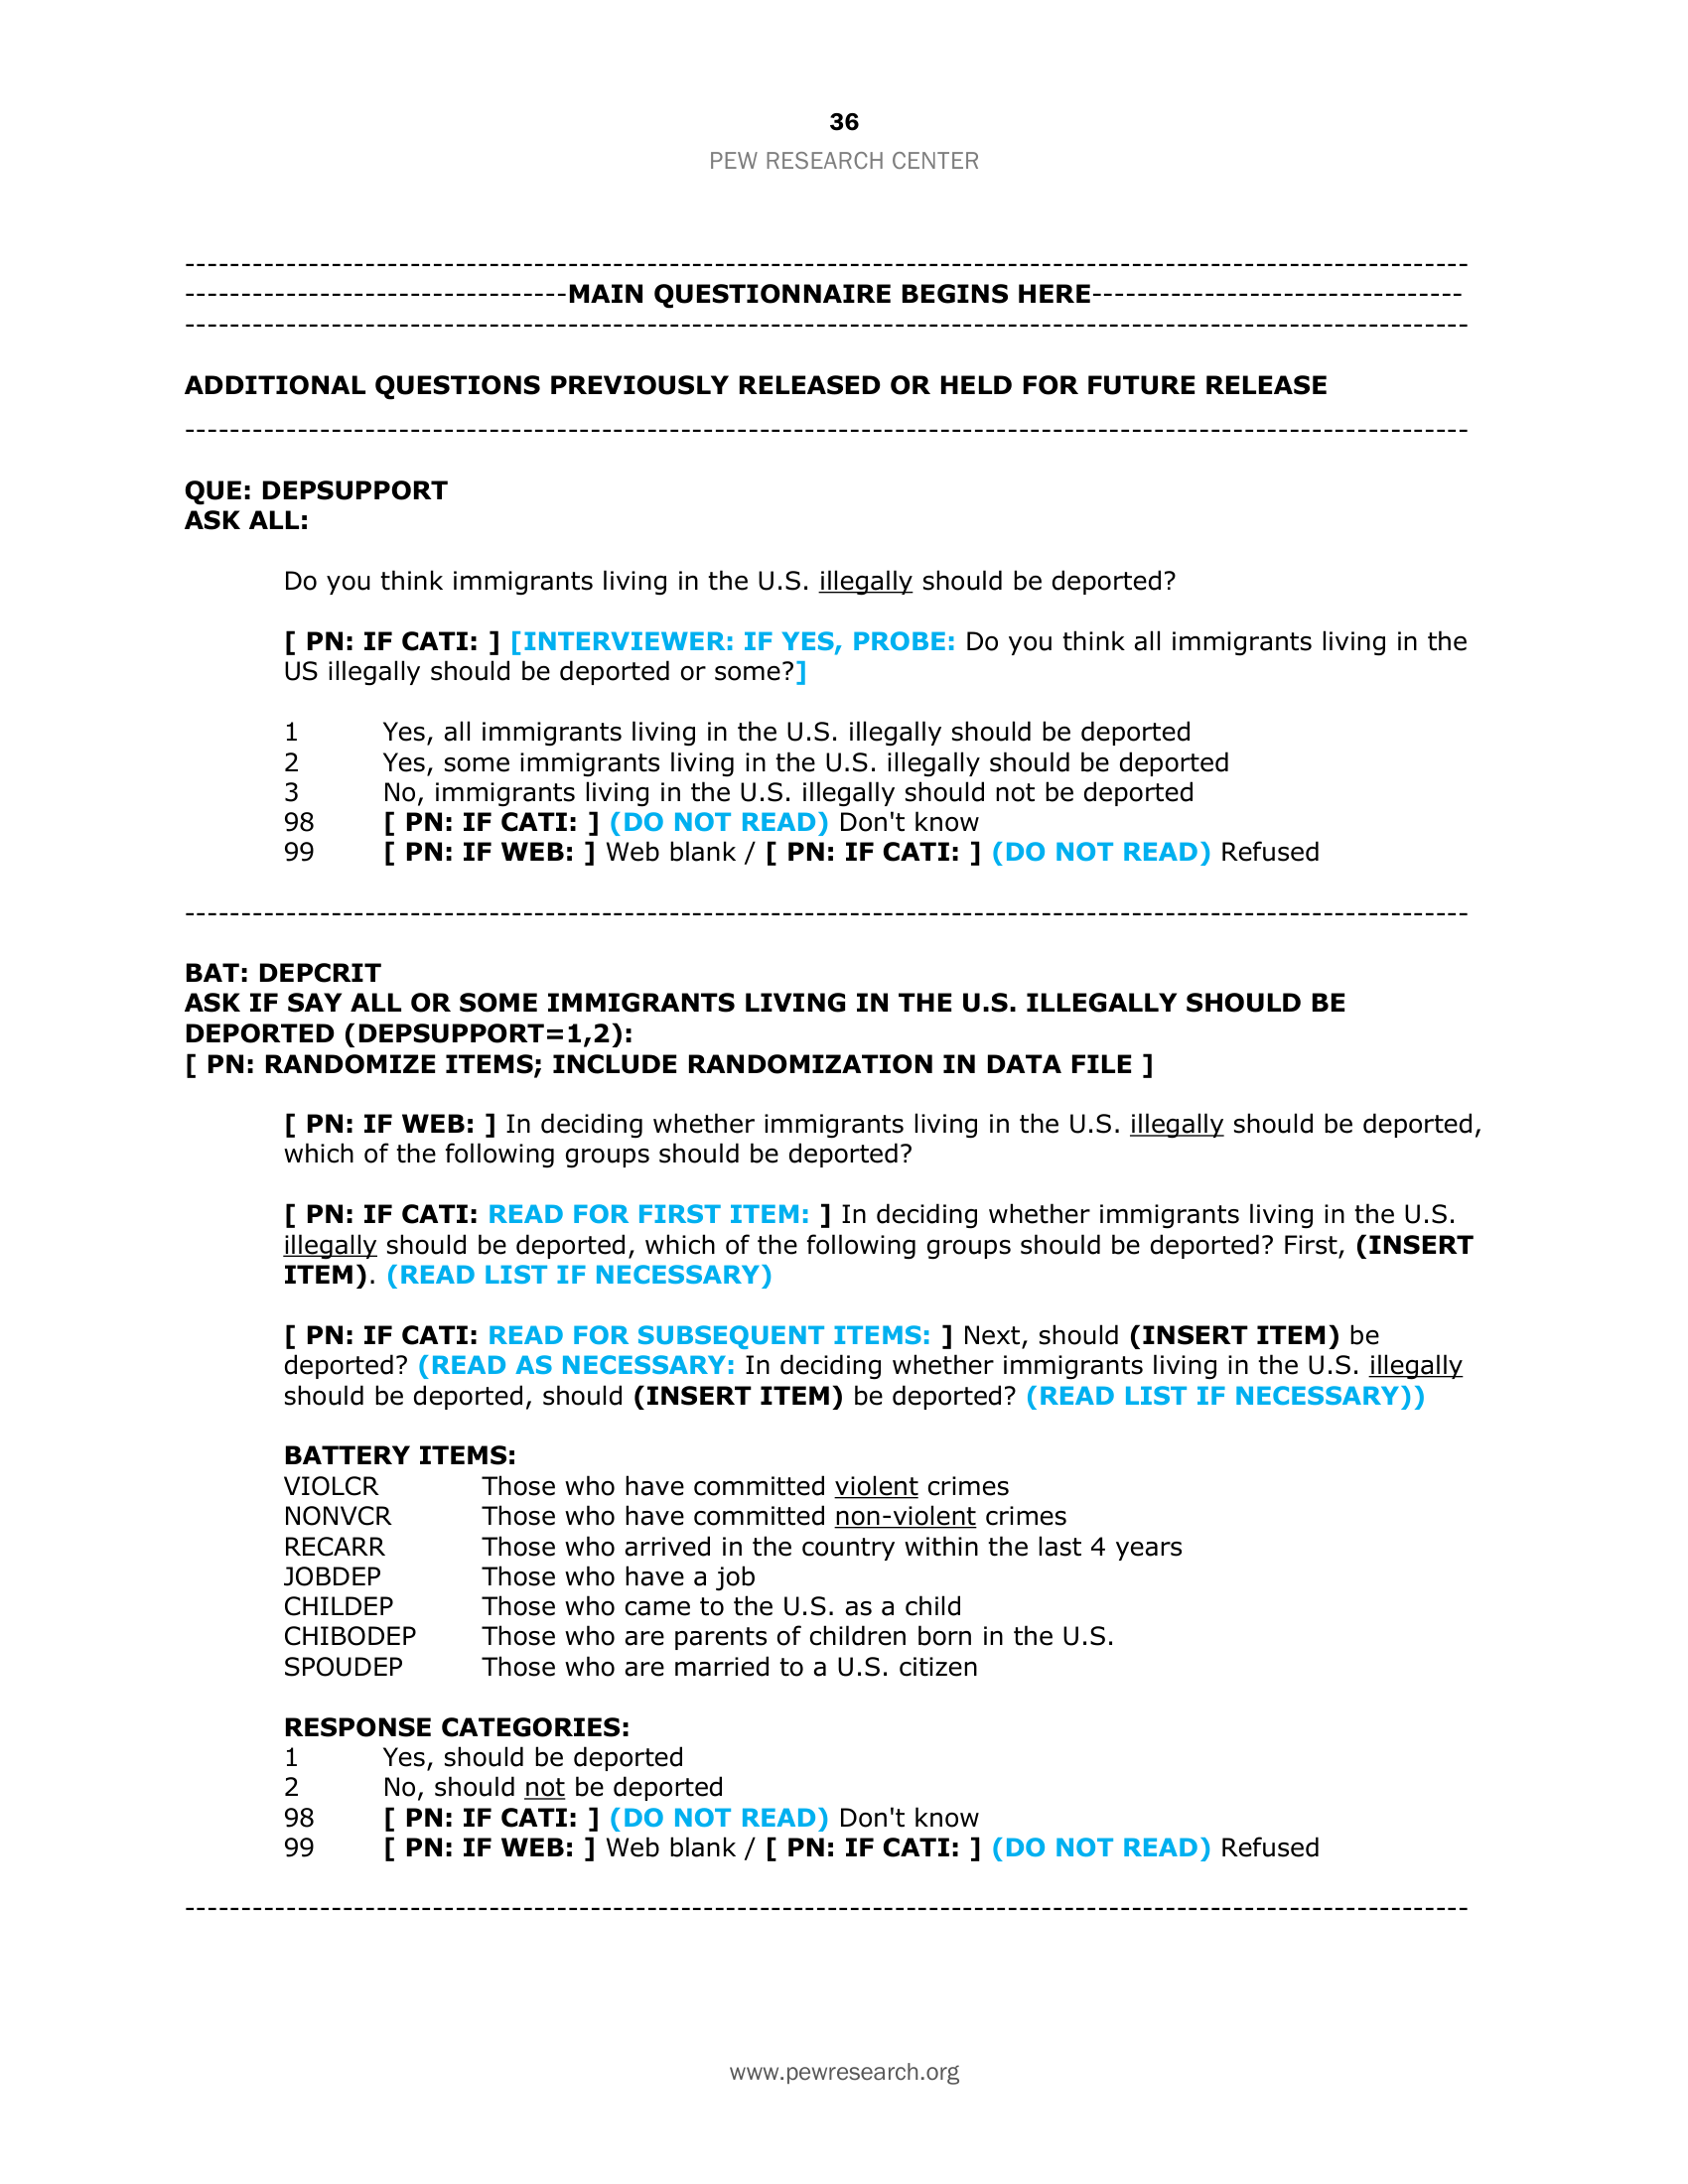 36
PEW RESEARCH CENTER
------------------------------------------------------------------------------------------------------------------
----------------------------------MAIN QUESTIONNAIRE BEGINS HERE---------------------------------
------------------------------------------------------------------------------------------------------------------
ADDITIONAL QUESTIONS PREVIOUSLY RELEASED OR HELD FOR FUTURE RELEASE
------------------------------------------------------------------------------------------------------------------
QUE: DEPSUPPORT
ASK ALL:
Do you think immigrants living in the U.S. illegally should be deported?
[ PN: IF CATI: ] [INTERVIEWER: IF YES, PROBE: Do you think all immigrants living in the
US illegally should be deported or some?]
1 Yes, all immigrants living in the U.S. illegally should be deported
2 Yes, some immigrants living in the U.S. illegally should be deported
3 No, immigrants living in the U.S. illegally should not be deported
98 [ PN: IF CATI: ] (DO NOT READ) Don't know
99 [ PN: IF WEB: ] Web blank / [ PN: IF CATI: ] (DO NOT READ) Refused
------------------------------------------------------------------------------------------------------------------
BAT: DEPCRIT
ASK IF SAY ALL OR SOME IMMIGRANTS LIVING IN THE U.S. ILLEGALLY SHOULD BE
DEPORTED (DEPSUPPORT=1,2):
[ PN: RANDOMIZE ITEMS; INCLUDE RANDOMIZATION IN DATA FILE ]
[ PN: IF WEB: ] In deciding whether immigrants living in the U.S. illegally should be deported,
which of the following groups should be deported?
[ PN: IF CATI: READ FOR FIRST ITEM: ] In deciding whether immigrants living in the U.S.
illegally should be deported, which of the following groups should be deported? First, (INSERT
ITEM). (READ LIST IF NECESSARY)
[ PN: IF CATI: READ FOR SUBSEQUENT ITEMS: ] Next, should (INSERT ITEM) be
deported? (READ AS NECESSARY: In deciding whether immigrants living in the U.S. illegally
should be deported, should (INSERT ITEM) be deported? (READ LIST IF NECESSARY))
BATTERY ITEMS:
VIOLCR Those who have committed violent crimes
NONVCR Those who have committed non-violent crimes
RECARR Those who arrived in the country within the last 4 years
JOBDEP Those who have a job
CHILDEP Those who came to the U.S. as a child
CHIBODEP Those who are parents of children born in the U.S.
SPOUDEP Those who are married to a U.S. citizen
RESPONSE CATEGORIES:
1 Yes, should be deported
2 No, should not be deported
98 [ PN: IF CATI: ] (DO NOT READ) Don't know
99 [ PN: IF WEB: ] Web blank / [ PN: IF CATI: ] (DO NOT READ) Refused
------------------------------------------------------------------------------------------------------------------
www.pewresearch.org